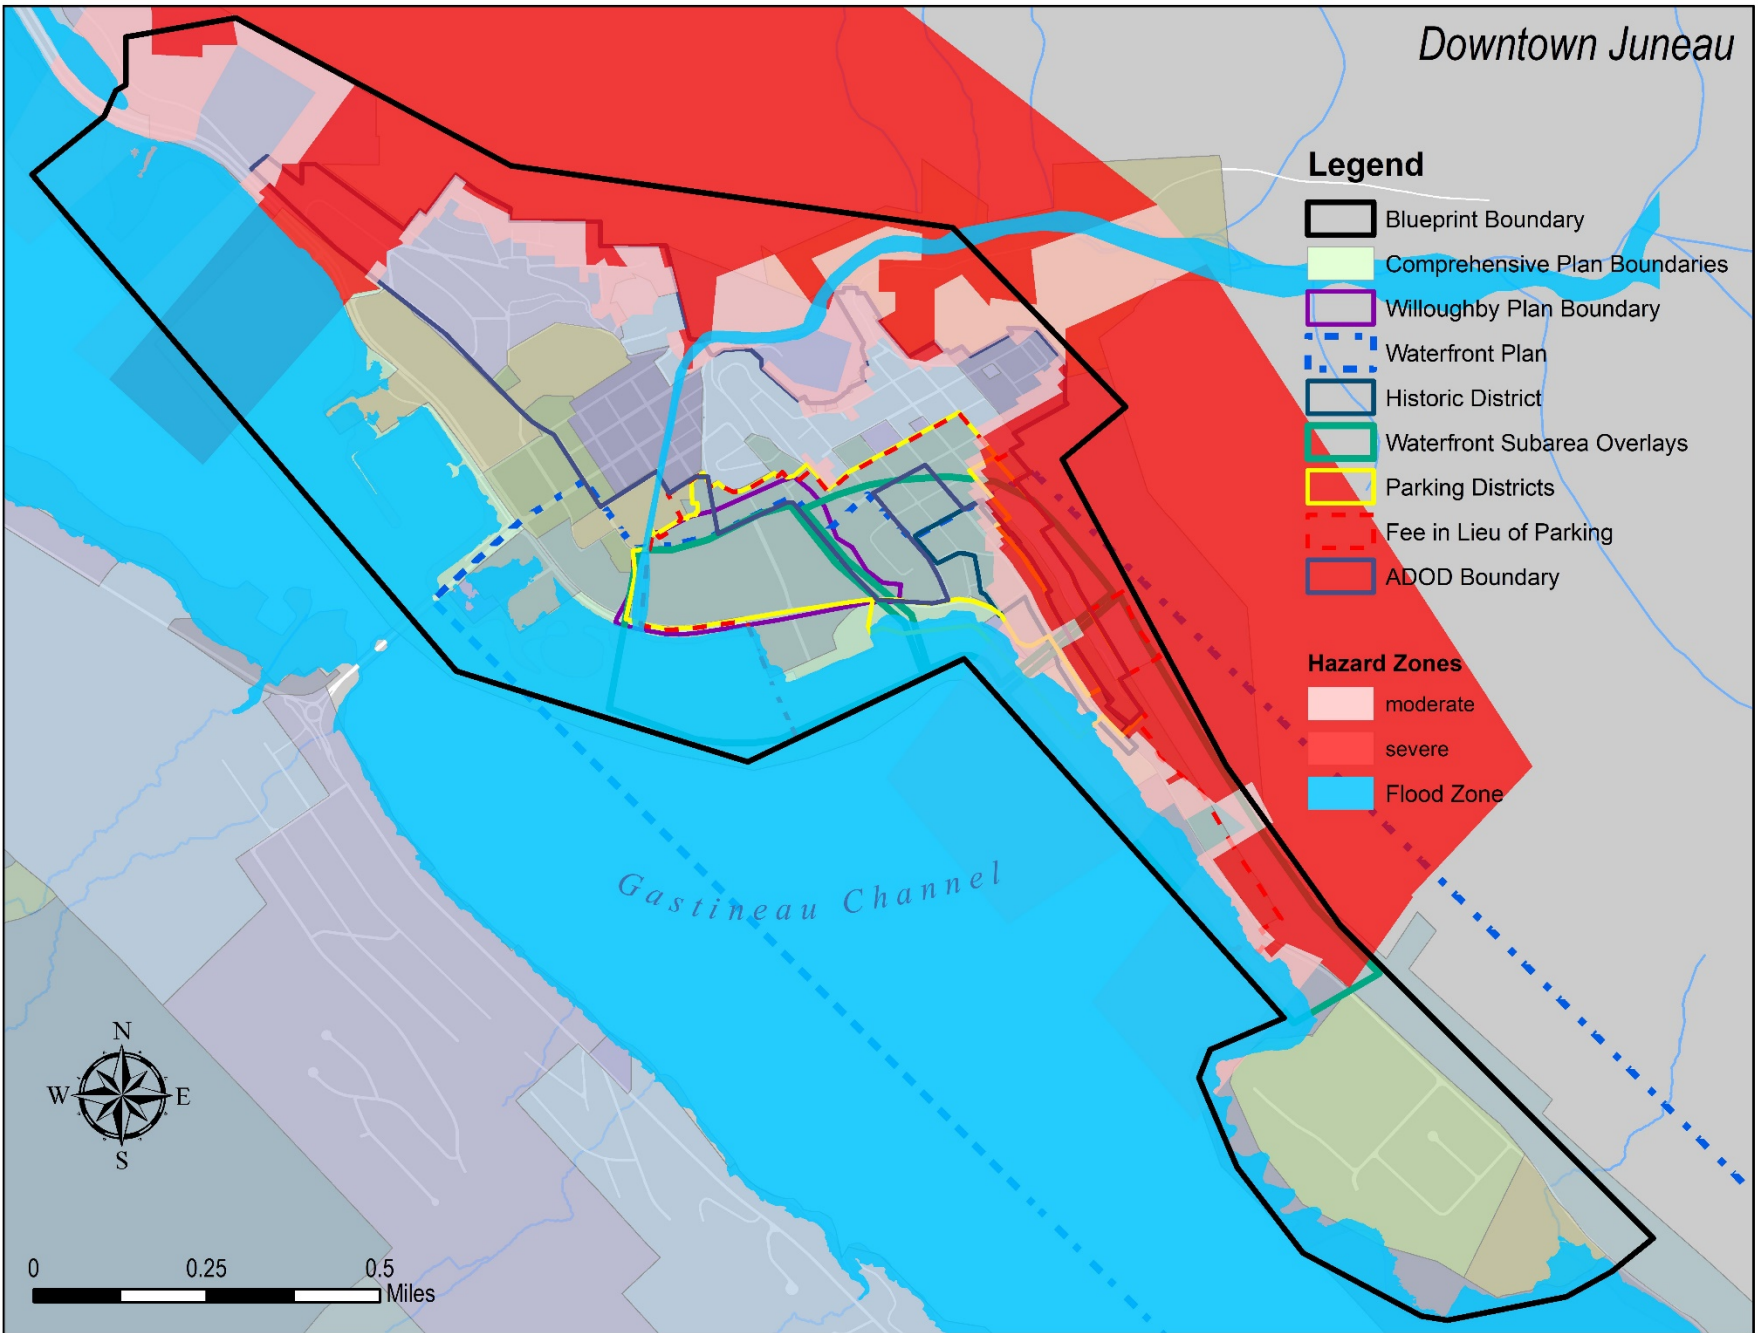 Downtown Juneau
Legend
Blueprint Boundary
Comprehensive Plan Boundaries
Willoughby Plan Boundary
Waterfront Plan
Historic District
Waterfront Subarea Overlays
Parking Districts
Fee in Lieu of Parking
ADOD Boundary
Hazard Zones
moderate
severe
Flood Zone
Gastineau Channel
N
W E
S
0 0.25 0.5
Miles